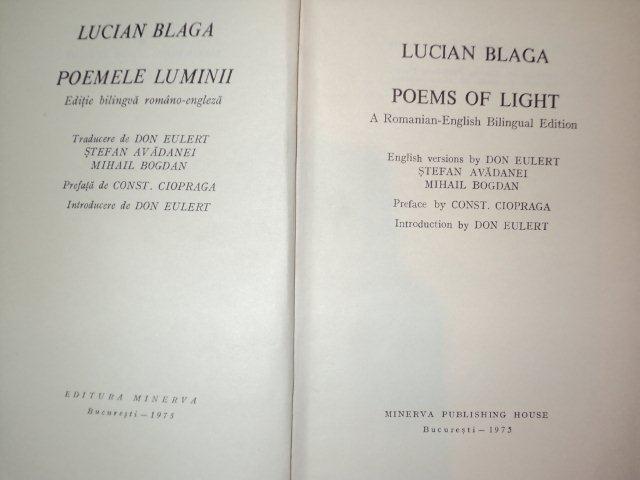 LUCIAN BLAGA
POEMELE LUMINII
Ediție bilingvă româno-engleză
Traducere de DON EULERT
ȘTEFAN AVĂDANEI
MIHAIL BOGDAN
Prefață de CONST. CIOPRAGA
Introducere de DON EULERT
EDITURA MINERVA
București — 1975
LUCIAN BLAGA
POEMS OF LIGHT
A Romanian-English Bilingual Edition
English versions by DON EULERT
ȘTEFAN AVĂDANEI
MIHAIL BOGDAN
Preface by CONST. CIOPRAGA
Introduction by DON EULERT
MINERVA PUBLISHING HOUSE
București — 1975